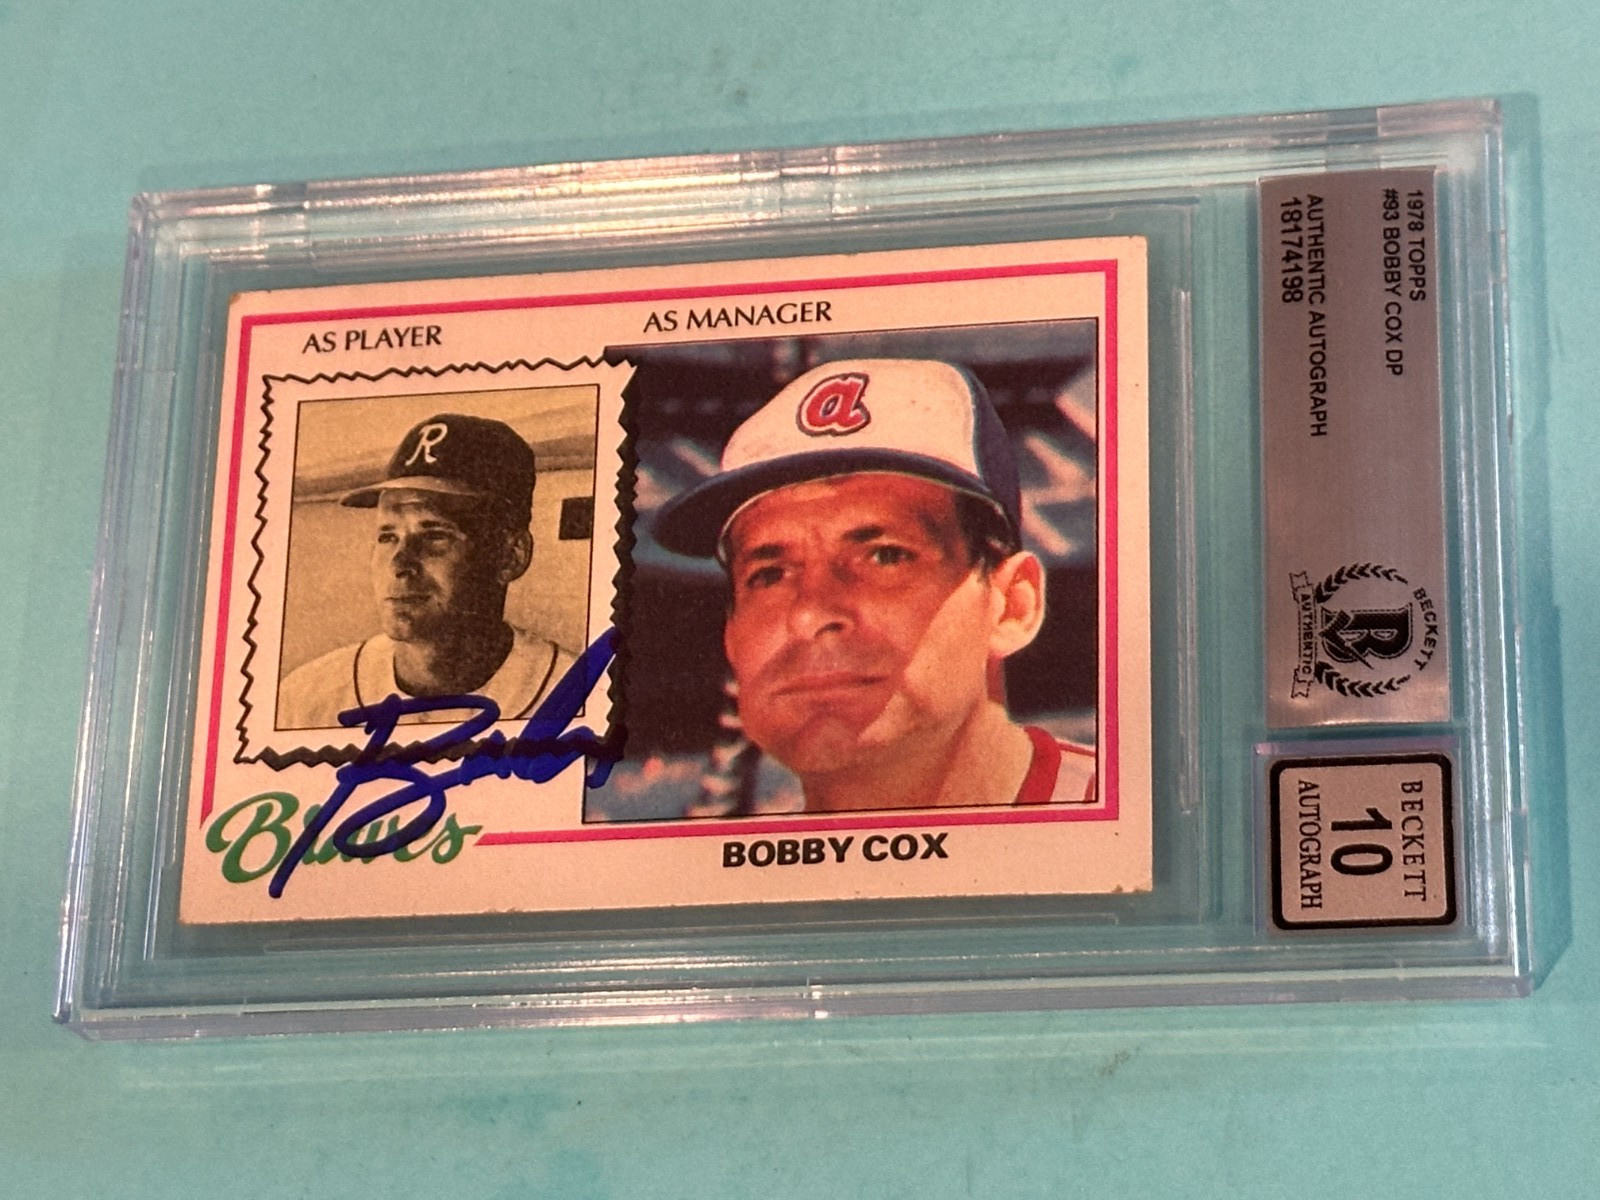 AS PLAYER
AS MANAGER
R
a
Braves
BOBBY COX
1978 TOPPS
#93 BOBBY COX DP
AUTHENTIC AUTOGRAPH
18174198
BECKETT
B
AUTHENTIC
BECKETT
10
AUTOGRAPH